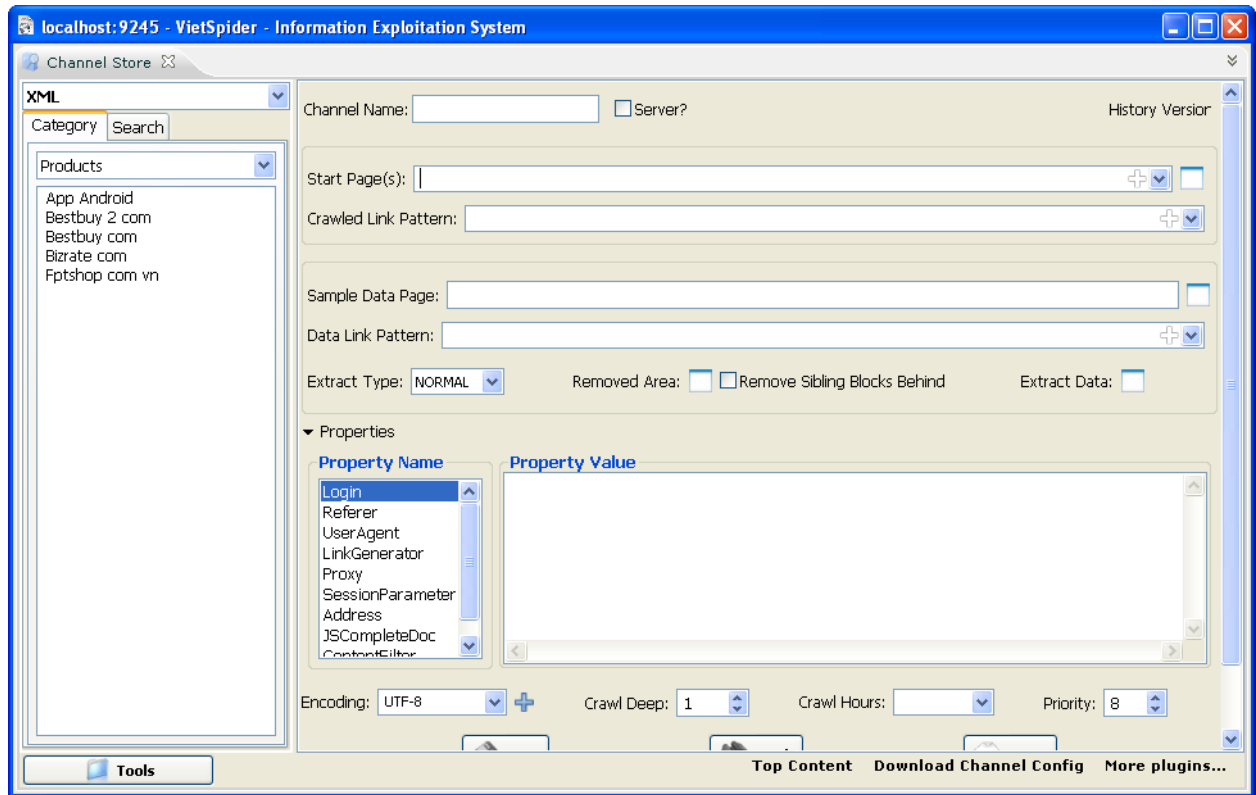 localhost:9245 - VietSpider - Information Exploitation System
Channel Store
XML
Category Search
Products
App Android
Bestbuy 2 com
Bestbuy com
Bizrate com
Fptshop com vn
Channel Name: Server? History Version
Start Page(s):
Crawled Link Pattern:
Sample Data Page:
Data Link Pattern:
Extract Type: NORMAL Removed Area: Remove Sibling Blocks Behind Extract Data:
Properties
Property Name Property Value
Login
Referer
UserAgent
LinkGenerator
Proxy
SessionParameter
Address
JSCompleteDoc
ContentFilter
Encoding: UTF-8 Crawl Deep: 1 Crawl Hours: Priority: 8
Tools Top Content Download Channel Config More plugins...